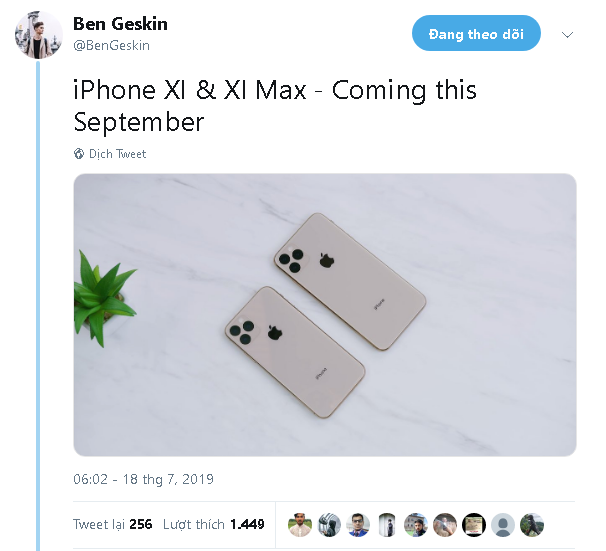 Ben Geskin
@BenGeskin
Đang theo dõi
iPhone XI & XI Max - Coming this
September
Dịch Tweet
iPhone
iPhone
06:02 - 18 thg 7, 2019
Tweet lại 256 Lượt thích 1.449